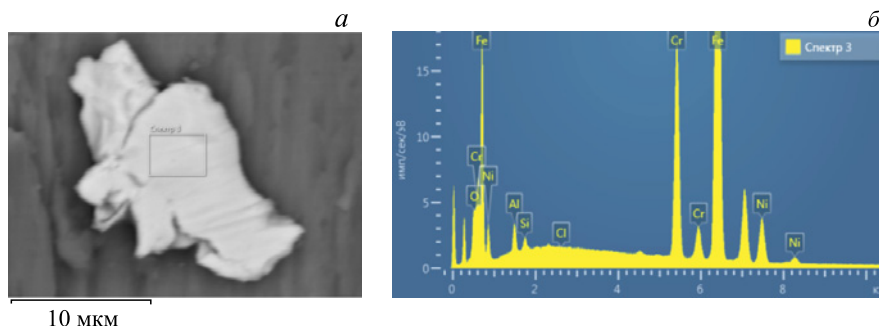 а
б
Спектр 3
10 мкм
Fe
Cr
Fe
Спектр 3
15
имп/сек/эВ
10
Cr
Ni
O
5
Al
Si
Cl
Cr
Ni
Ni
0
0
2
4
6
8
к